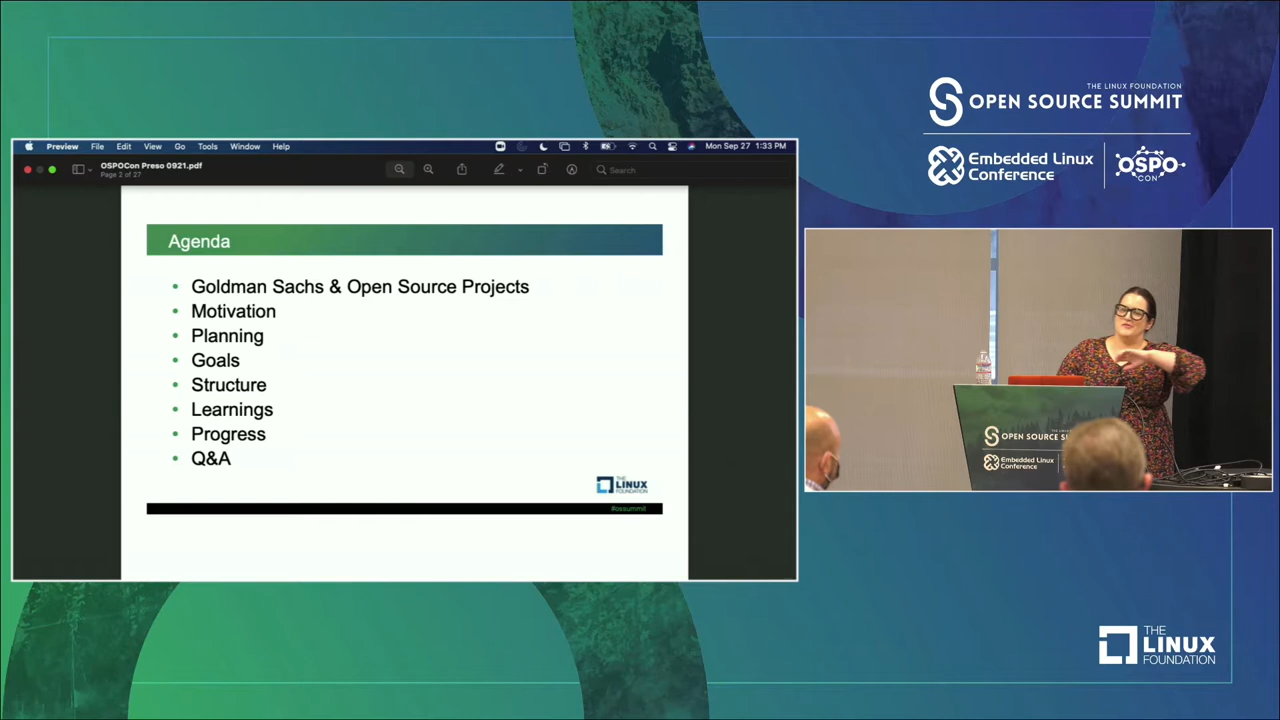 THE LINUX FOUNDATION
OPEN SOURCE SUMMIT
Embedded Linux
Conference
OSPO
CON
Preview File Edit View Go Tools Window Help
Mon Sep 27 1:33 PM
OSPOCon Preso 0921.pdf
Page 2 of 27
Search
Agenda
• Goldman Sachs & Open Source Projects
• Motivation
• Planning
• Goals
• Structure
• Learnings
• Progress
• Q&A
THE
LINUX
FOUNDATION
#ossummit
OPEN SOURCE
Embedded Linux
Conference
THE
LINUX
FOUNDATION